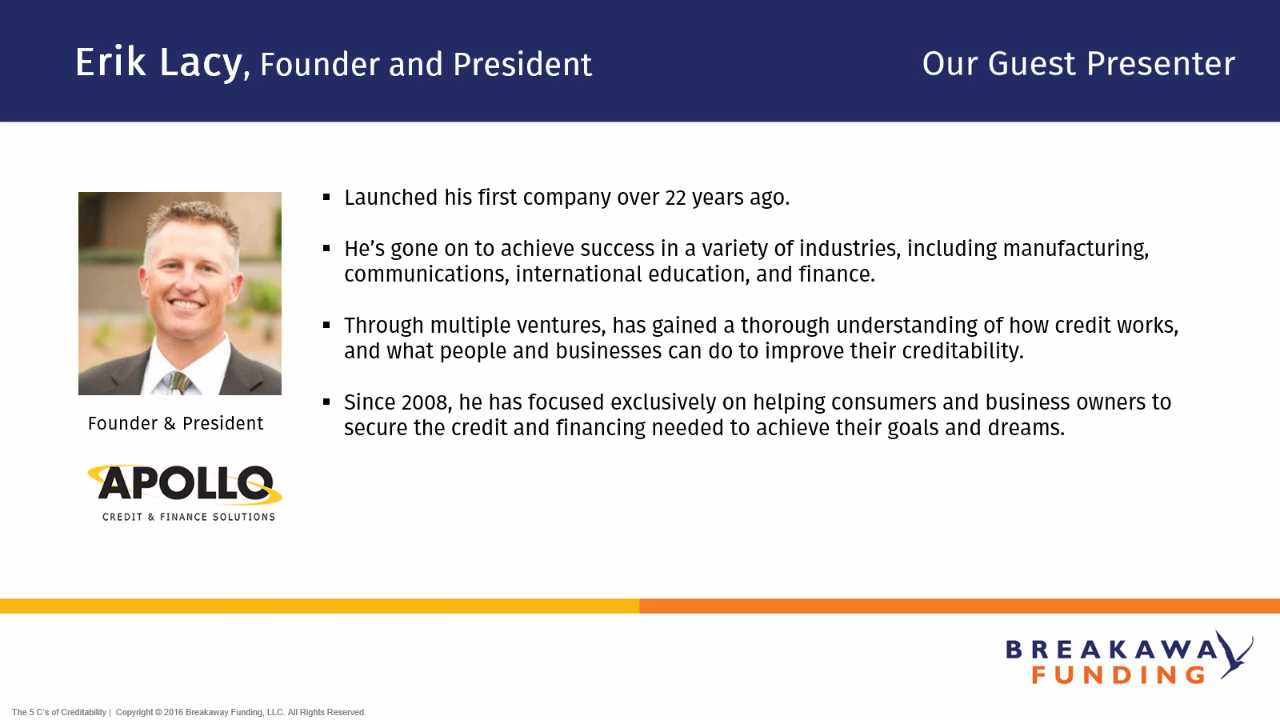 Erik Lacy, Founder and President
Our Guest Presenter
▪ Launched his first company over 22 years ago.
▪ He’s gone on to achieve success in a variety of industries, including manufacturing,
communications, international education, and finance.
▪ Through multiple ventures, has gained a thorough understanding of how credit works,
and what people and businesses can do to improve their creditability.
▪ Since 2008, he has focused exclusively on helping consumers and business owners to
secure the credit and financing needed to achieve their goals and dreams.
Founder & President
APOLLO
CREDIT & FINANCE SOLUTIONS
BREAKAWAY
FUNDING
The 5 C's of Creditability | Copyright © 2016 Breakaway Funding, LLC. All Rights Reserved.